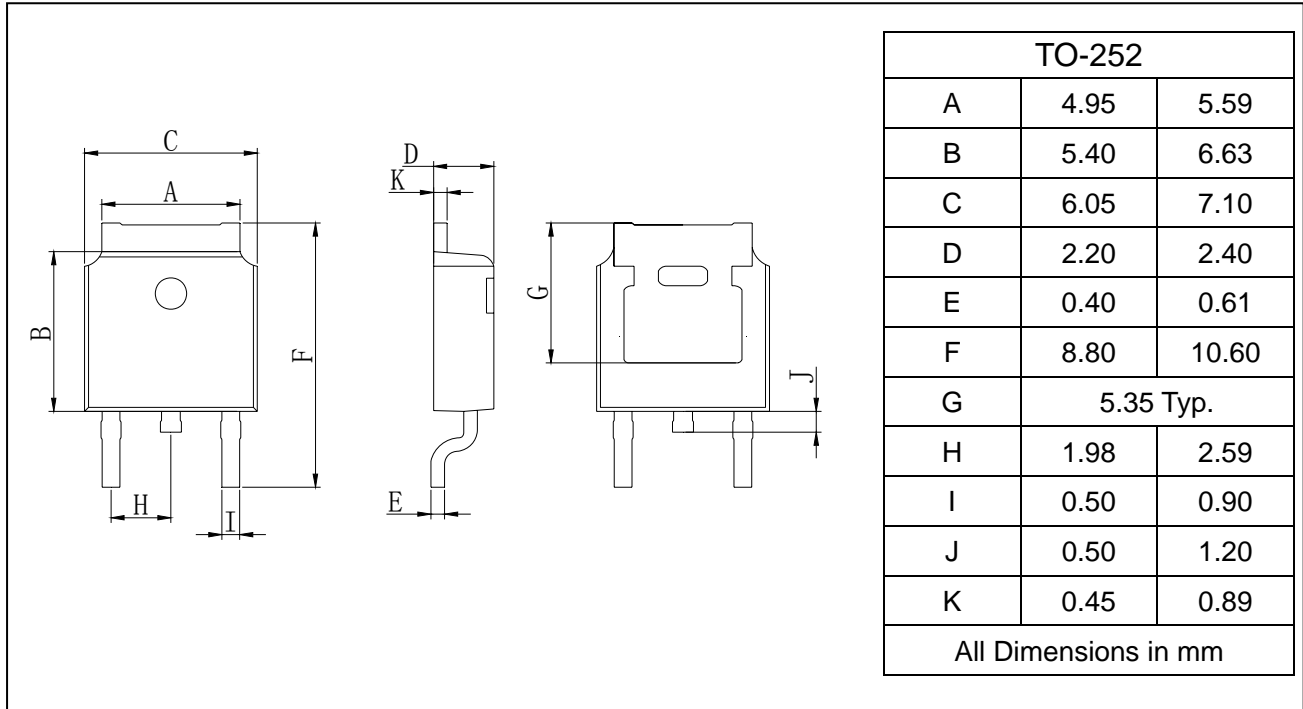 C
A
B
F
H
I
D
K
E
G
J
TO-252
A 4.95 5.59
B 5.40 6.63
C 6.05 7.10
D 2.20 2.40
E 0.40 0.61
F 8.80 10.60
G 5.35 Typ.
H 1.98 2.59
I 0.50 0.90
J 0.50 1.20
K 0.45 0.89
All Dimensions in mm